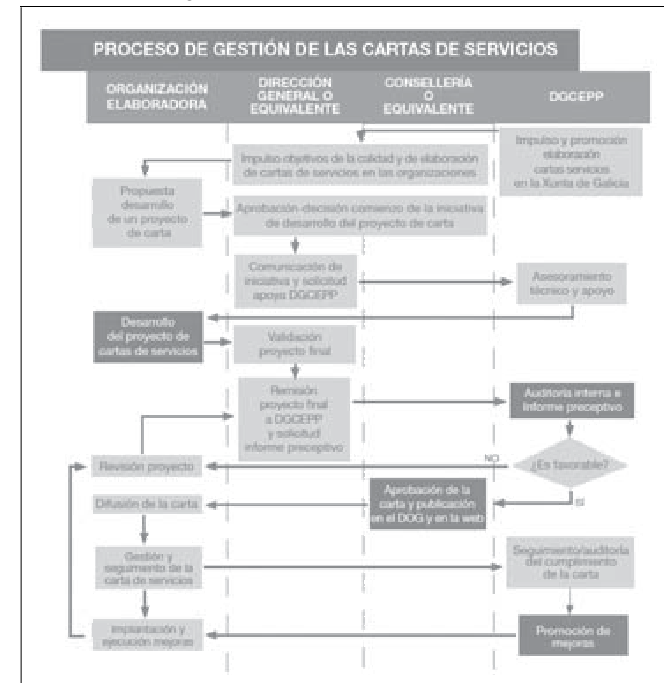 PROCESO DE GESTIÓN DE LAS CARTAS DE SERVICIOS
ORGANIZACIÓN
ELABORADORA
DIRECCIÓN
GENERAL O
EQUIVALENTE
CONSELLERÍA
O
EQUIVALENTE
DGCEPP
Impulso y promoción
elaboración
cartas servicios
en la Xunta de Galicia
Impulso objetivos de la calidad y de elaboración
de cartas de servicios en las organizaciones
Propuesta
desarrollo
de un proyecto
de carta
Aprobación-decisión comienzo de la iniciativa
de desarrollo del proyecto de carta
Comunicación de
iniciativa y solicitud
apoyo DGCEPP
Asesoramiento
técnico y apoyo
Desarrollo
del proyecto de
cartas de servicios
Validación
proyecto final
Remisión
proyecto final
a DGCEPP
y solicitud
informe preceptivo
Auditoría interna e
Informe preceptivo
Revisión proyecto
NO
¿Es favorable?
SI
Aprobación de la
carta y publicación
en el DOG y en la web
Difusión de la carta
Gestión y
seguimiento de la
carta de servicios
Seguimiento/auditoría
del cumplimiento
de la carta
Implantación y
ejecución mejoras
Promoción de
mejoras